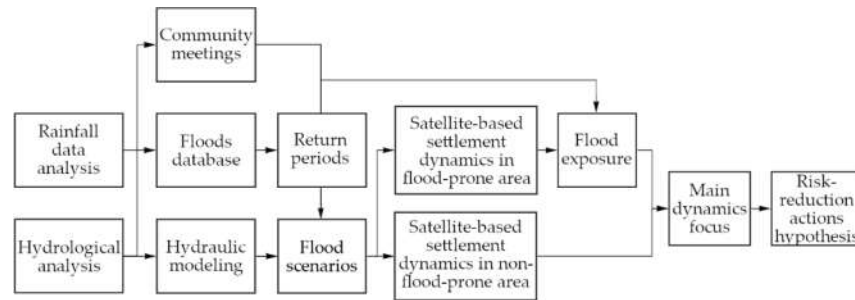 Community
meetings
Rainfall
data
analysis
Floods
database
Return
periods
Satellite-based
settlement
dynamics in
flood-prone area
Flood
exposure
Hydrological
analysis
Hydraulic
modeling
Flood
scenarios
Satellite-based
settlement
dynamics in non-
flood-prone area
Main
dynamics
focus
Risk-
reduction
actions
hypothesis